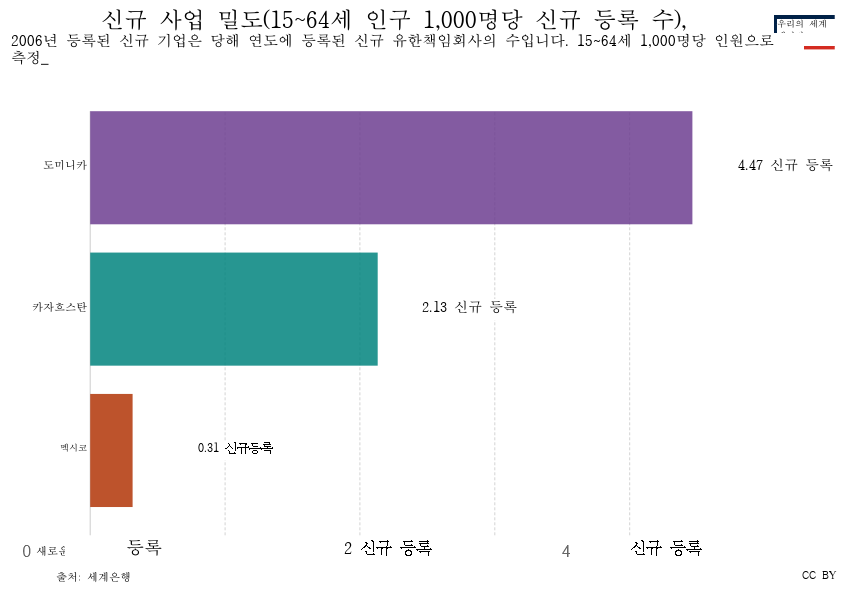 신규 사업 밀도(15~64세 인구 1,000명당 신규 등록 수),
우리의 세계
2006년 등록된 신규 기업은 당해 연도에 등록된 신규 유한책임회사의 수입니다. 15~64세 1,000명당 인원으로
측정_
도미니카
4.47 신규 등록
카자흐스탄
2.13 신규 등록
멕시코
0.31 신규등록
0 새로운 등록 2 신규 등록 4 신규 등록
출처: 세계은행
CC BY